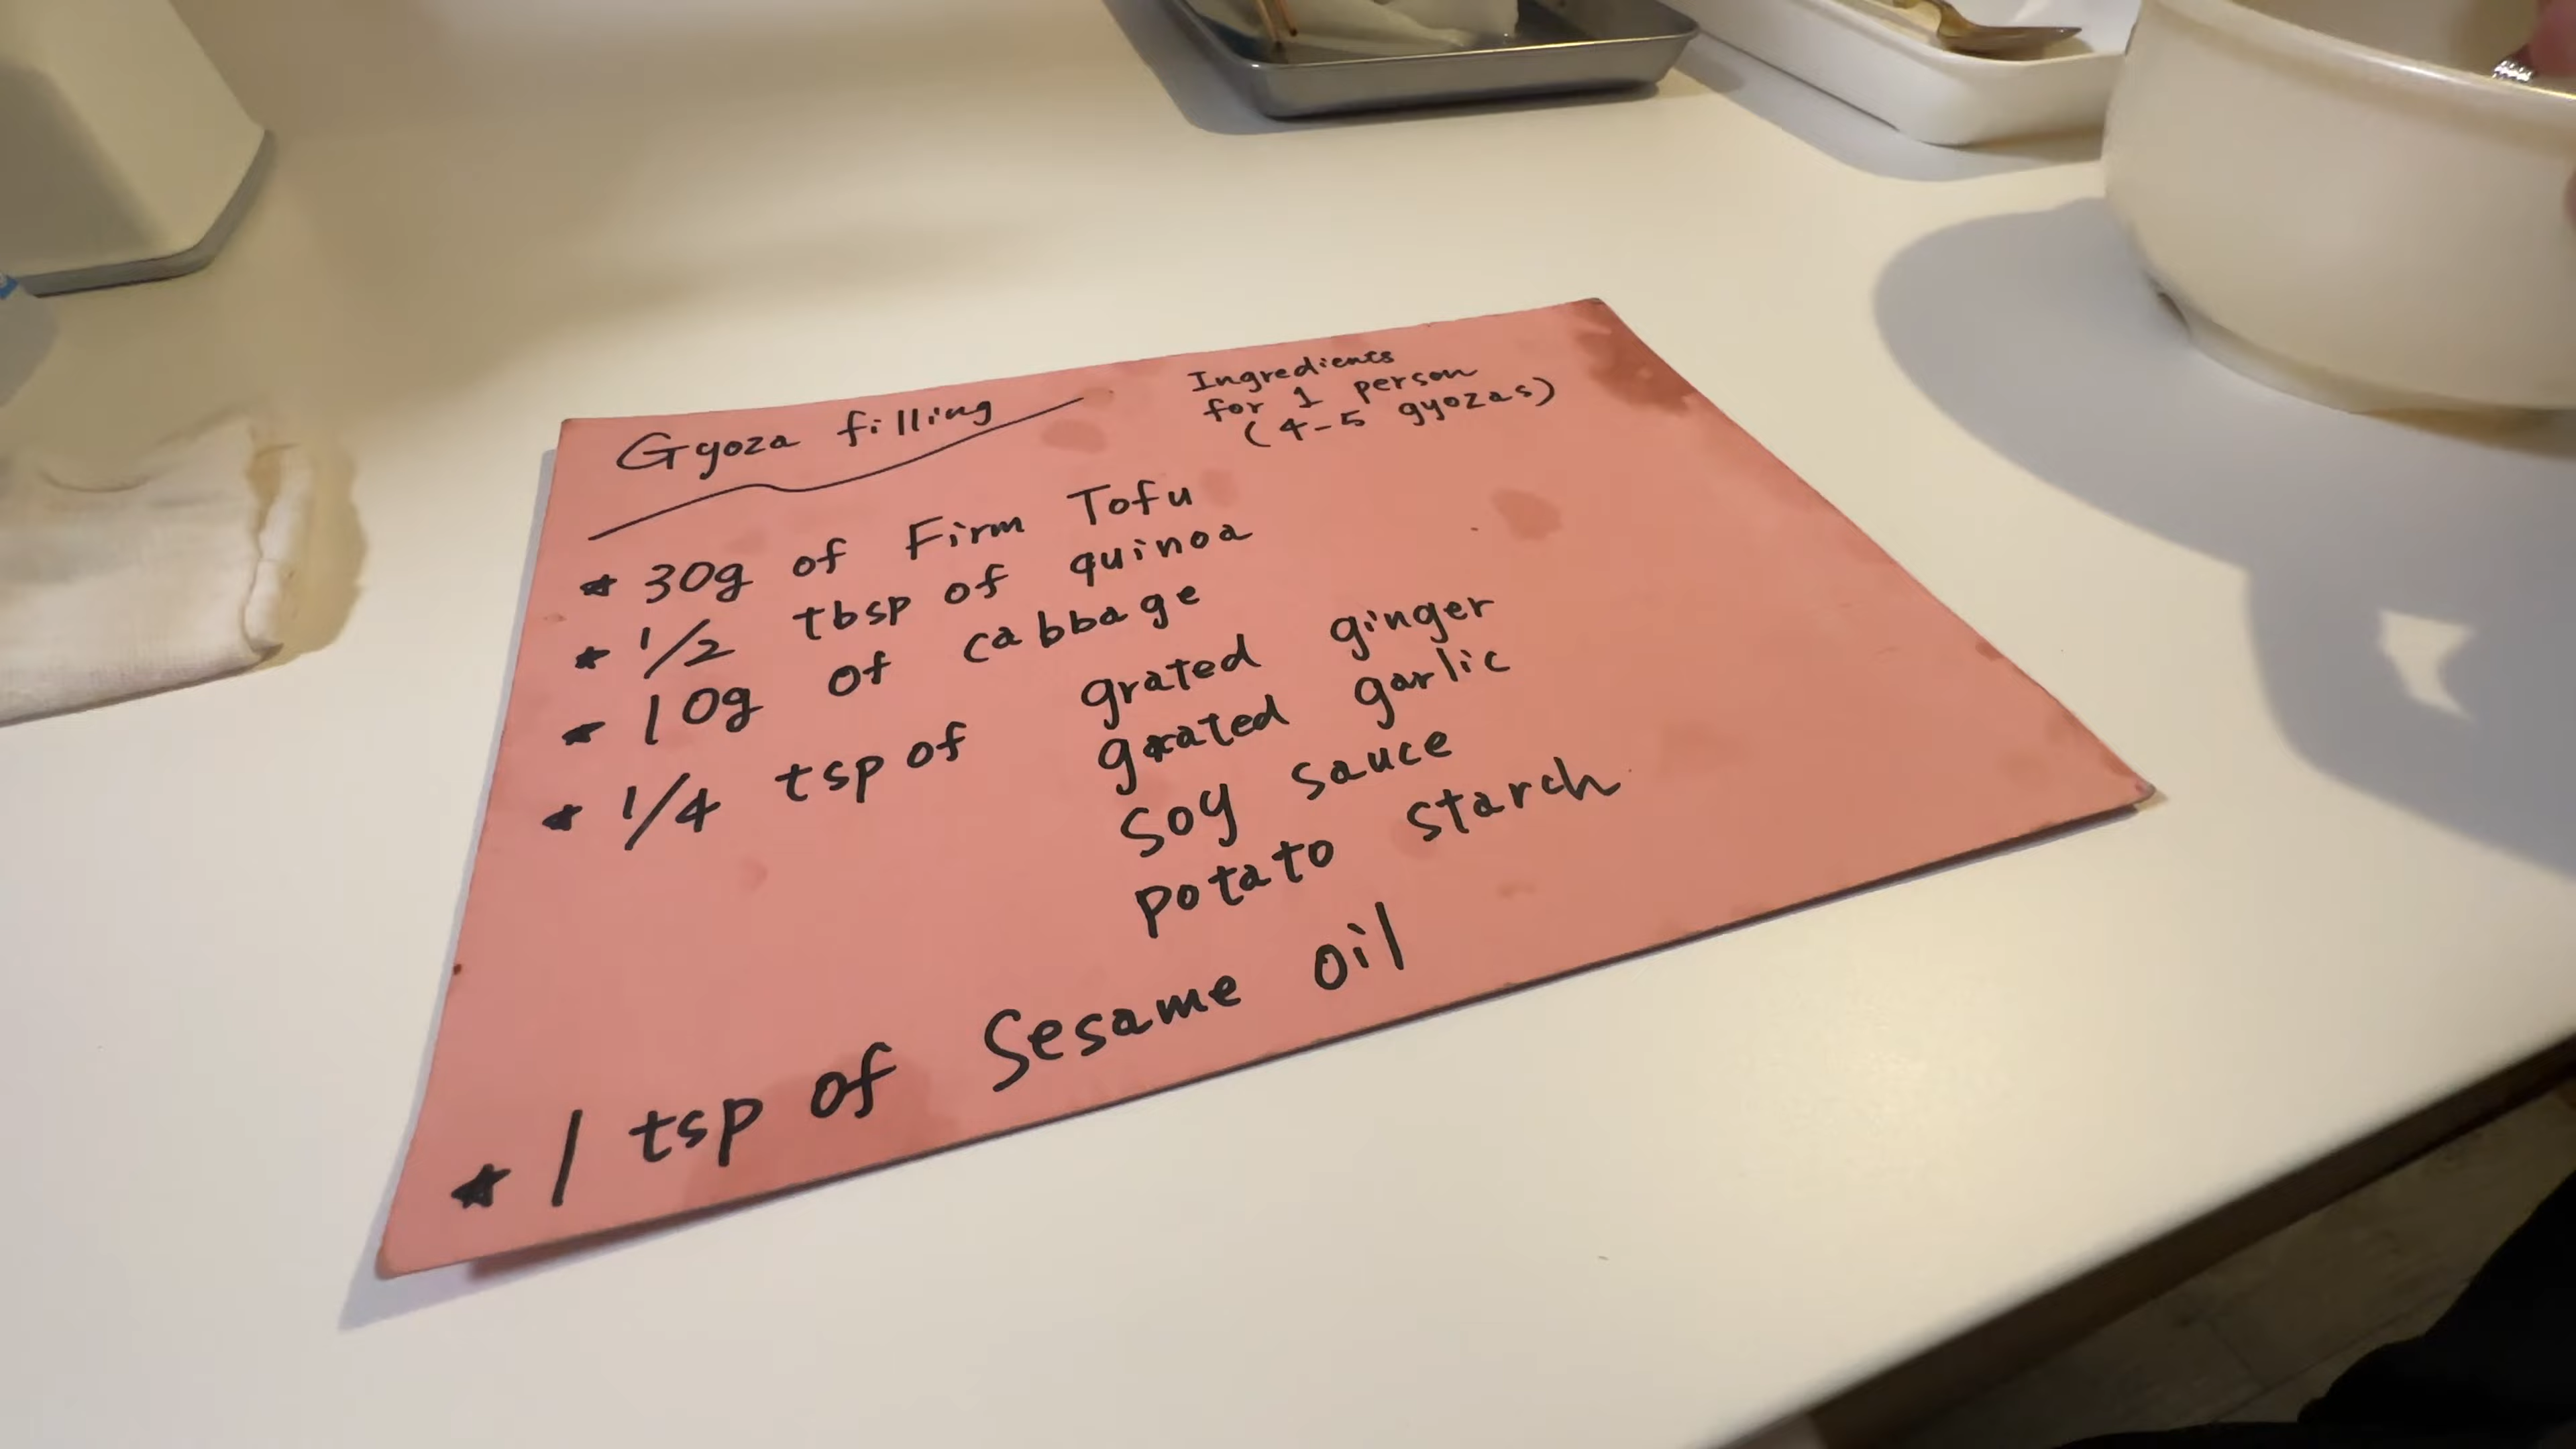 Gyoza filling
Ingredients
for 1 person
(4-5 gyozas)
★ 30g of Firm Tofu
★ 1/2 tbsp of quinoa
★ 10g of cabbage
★ 1/4 tsp of grated ginger
grated garlic
Soy sauce
potato starch
★ 1 tsp of Sesame oil